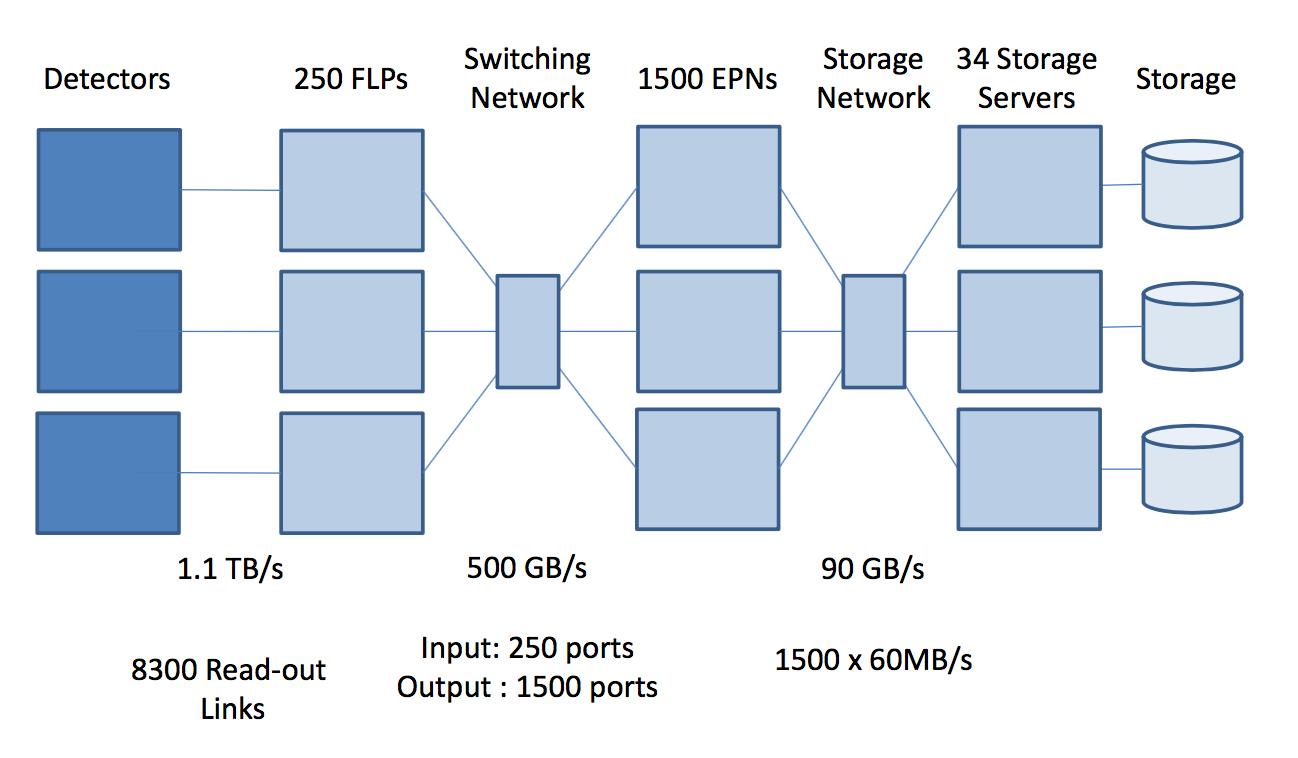 Detectors
250 FLPs
Switching
Network
1500 EPNs
Storage
Network
34 Storage
Servers
Storage
1.1 TB/s
500 GB/s
90 GB/s
8300 Read-out
Links
Input: 250 ports
Output : 1500 ports
1500 x 60MB/s